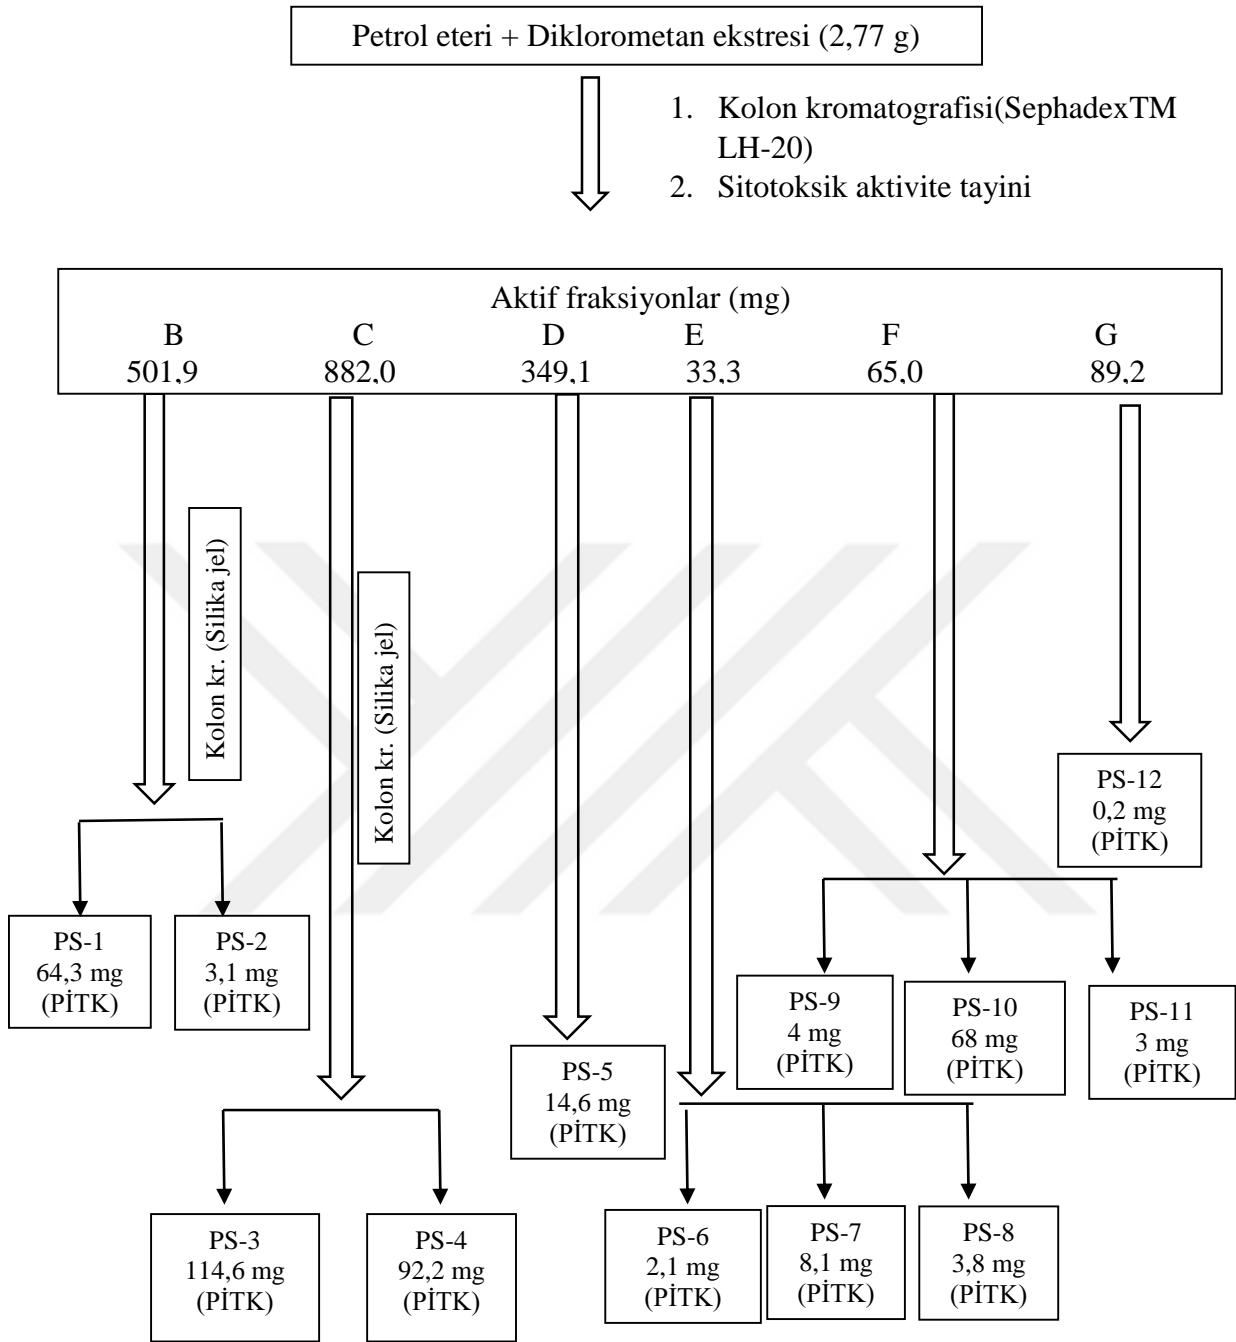 Petrol eteri + Diklorometan ekstresi (2,77 g)
1. Kolon kromatografisi(SephadexTM
LH-20)
2. Sitotoksik aktivite tayini
Aktif fraksiyonlar (mg)
B C D E F G
501,9 882,0 349,1 33,3 65,0 89,2
Kolon kr. (Silika jel)
Kolon kr. (Silika jel)
PS-12
0,2 mg
(PİTK)
PS-1
64,3 mg
(PİTK)
PS-2
3,1 mg
(PİTK)
PS-9
4 mg
(PİTK)
PS-10
68 mg
(PİTK)
PS-11
3 mg
(PİTK)
PS-5
14,6 mg
(PİTK)
PS-3
114,6 mg
(PİTK)
PS-4
92,2 mg
(PİTK)
PS-6
2,1 mg
(PİTK)
PS-7
8,1 mg
(PİTK)
PS-8
3,8 mg
(PİTK)